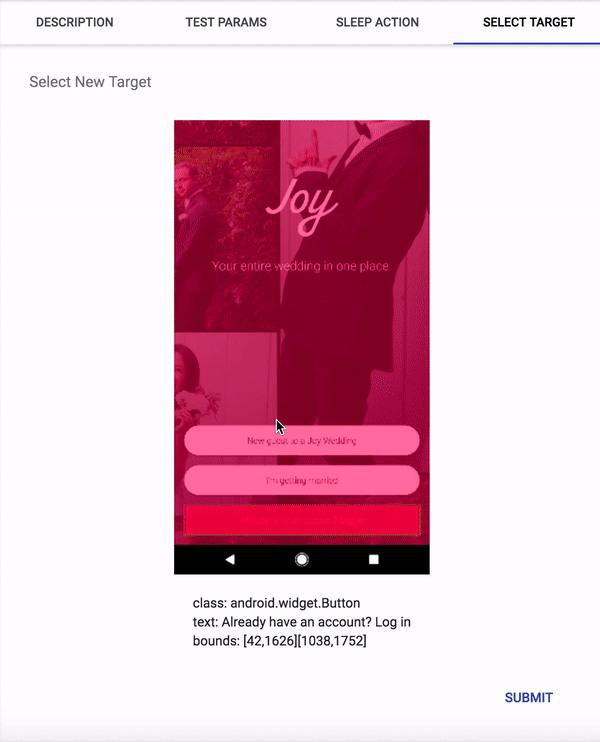 DESCRIPTION
TEST PARAMS
SLEEP ACTION
SELECT TARGET
Select New Target
Joy
Your entire wedding in one place
New guest to a Joy Wedding
I'm getting married
class: android.widget.Button
text: Already have an account? Log in
bounds: [42,1626][1038,1752]
SUBMIT